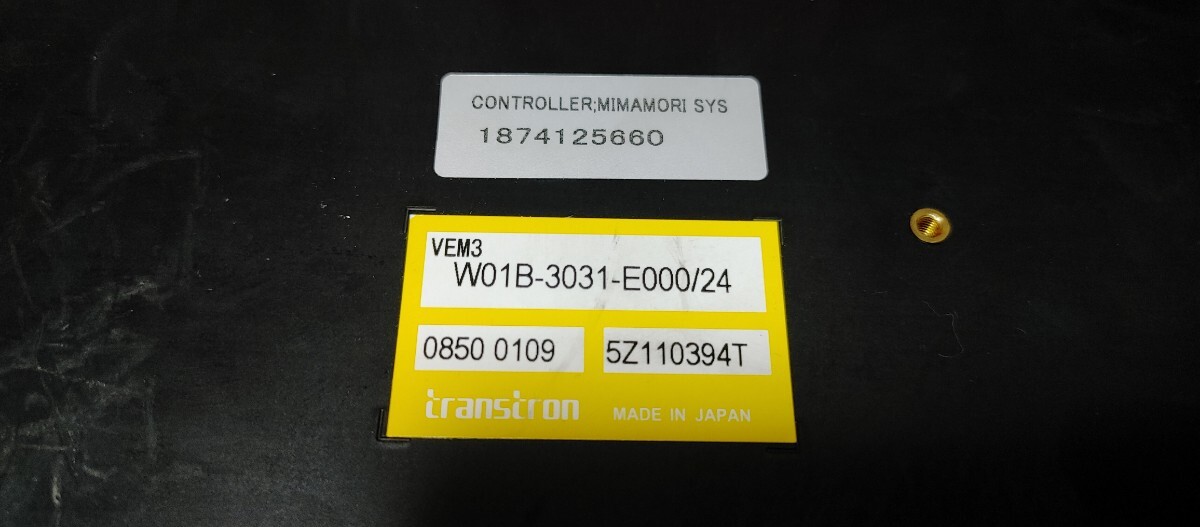 CONTROLLER;MIMAMORI SYS
1874125660
VEM3
W01B-3031-E000/24
0850 0109 5Z110394T
transtron MADE IN JAPAN